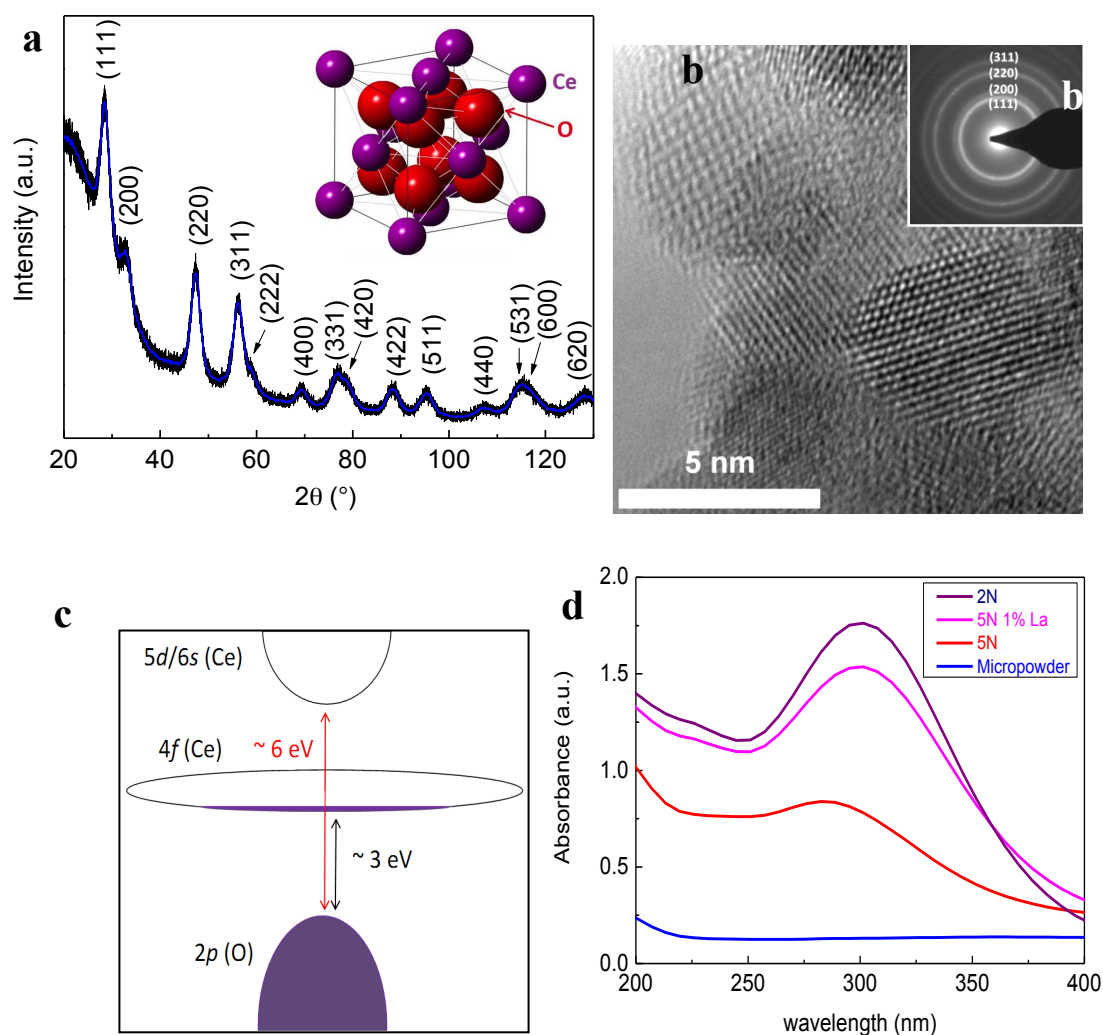 a
(111)
(200)
(220)
(311)
(222)
(400)
(331)
(420)
(422)
(511)
(440)
(531)
(600)
(620)
Ce
O
Intensity (a.u.)
20 40 60 80 100 120
2θ (°)
b
(311)
(220)
(200)
(111)
b
5 nm
c
5d/6s (Ce)
4f (Ce)
~ 6 eV
~ 3 eV
2p (O)
d
2.0
1.5
1.0
0.5
0.0
Absorbance (a.u.)
2N
5N 1% La
5N
Micropowder
200 250 300 350 400
wavelength (nm)